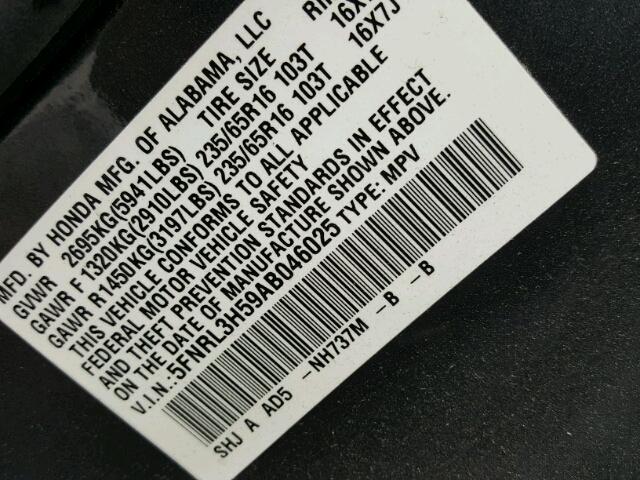 MFD. BY HONDA MFG. OF ALABAMA, LLC
TIRE SIZE
GVWR 2695KG(5941LBS)
GAWR F 1320KG(2910LBS) 235/65R16 103T 16X7J
GAWR R1450KG(3197LBS) 235/65R16 103T 16X7J
THIS VEHICLE CONFORMS TO ALL APPLICABLE
FEDERAL MOTOR VEHICLE SAFETY
AND THEFT PREVENTION STANDARDS IN EFFECT
ON THE DATE OF MANUFACTURE SHOWN ABOVE.
V.I.N.:5FNRL3H59AB046025 TYPE: MPV
SHJ A AD5 -NH737M -B -B